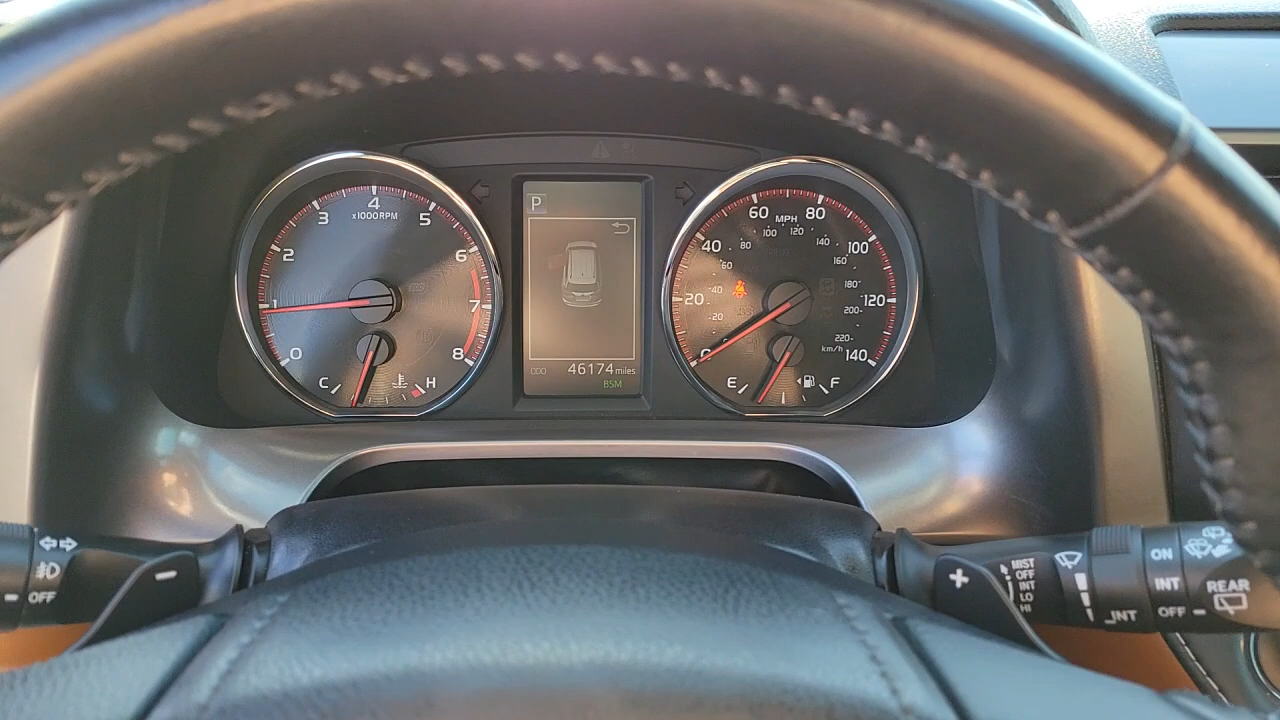 0 1 2 3 4 5 6 7 8
x1000RPM
C H
P
ODO 46174 miles
BSM
0 20 40 60 80 100 120 140
MPH
20 40 60 80 100 120 140 160 180 200 220
km/h
E F
OFF
–
MIST
OFF
INT
LO
HI
+
INT
ON
INT
OFF
REAR